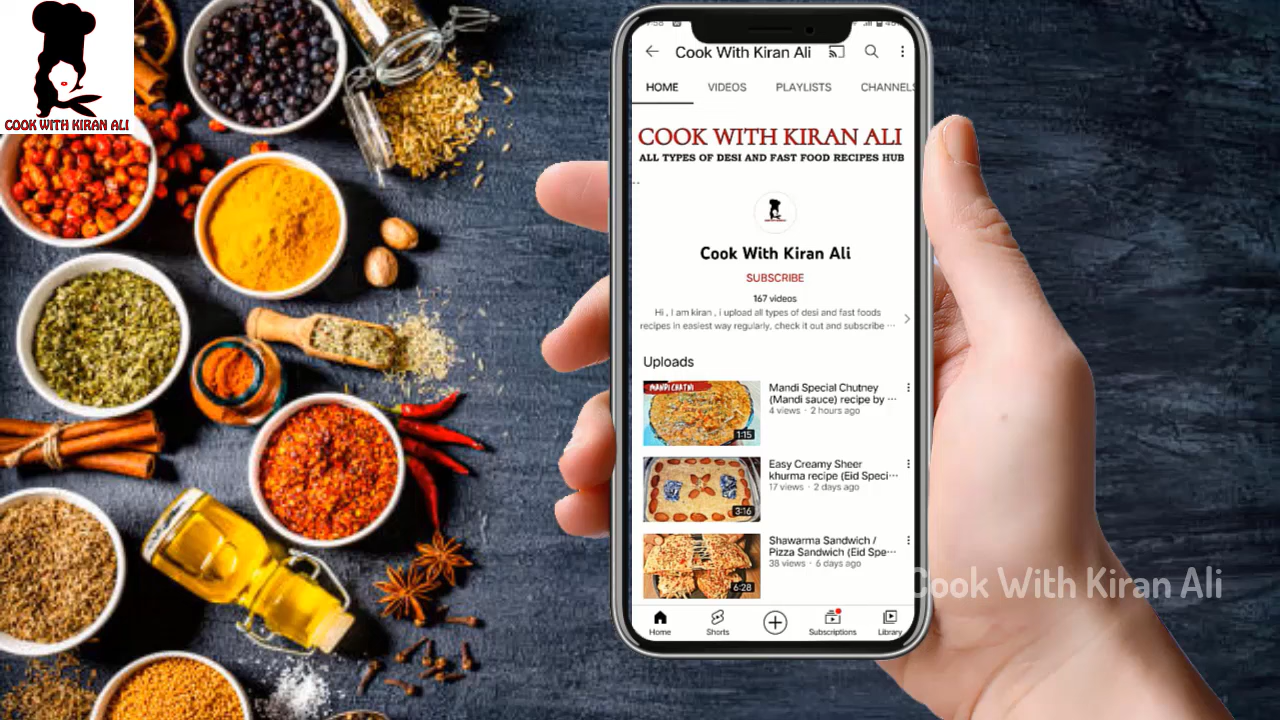 COOK WITH KIRAN ALI
Cook With Kiran Ali
HOME VIDEOS PLAYLISTS CHANNELS
COOK WITH KIRAN ALI
ALL TYPES OF DESI AND FAST FOOD RECIPES HUB
Cook With Kiran Ali
SUBSCRIBE
167 videos
Hi , I am kiran , i upload all types of desi and fast foods
recipes in easiest way regularly, check it out and subscribe ...
Uploads
MANDI CHATNI
1:15
Mandi Special Chutney
(Mandi sauce) recipe by ...
4 views · 2 hours ago
3:16
Easy Creamy Sheer
khurma recipe (Eid Speci...
17 views · 2 days ago
6:28
Shawarma Sandwich /
Pizza Sandwich (Eid Spe...
38 views · 6 days ago
Home Shorts Subscriptions Library
Cook With Kiran Ali